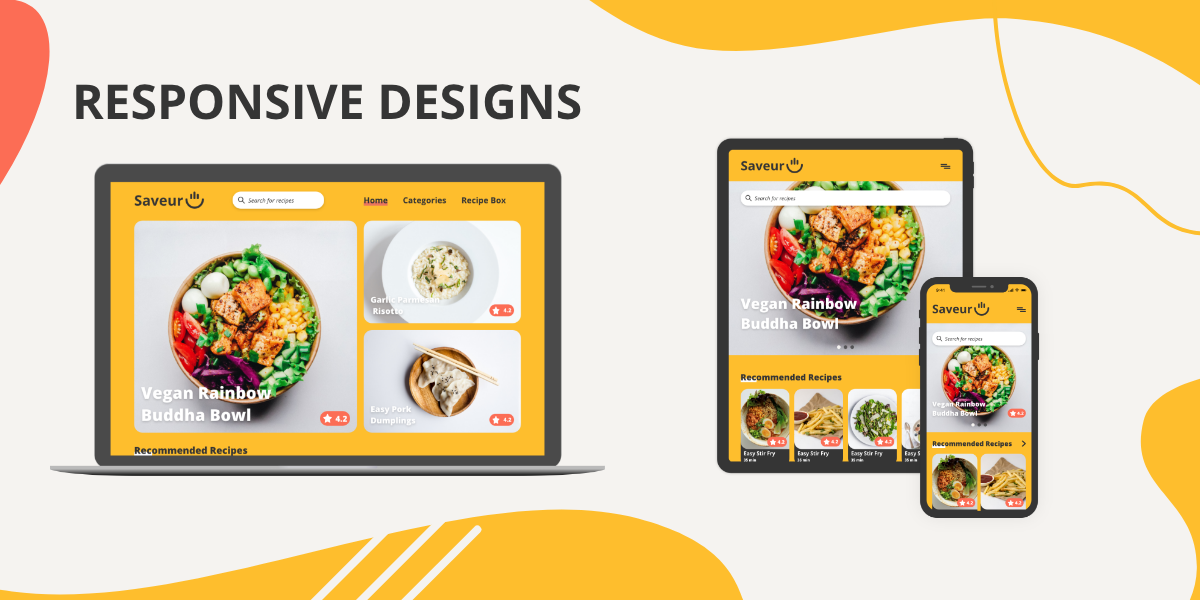 RESPONSIVE DESIGNS
Saveur
Search for recipes
Home
Categories
Recipe Box
Vegan Rainbow
Buddha Bowl
4.2
Garlic Parmesan
Risotto
4.2
Easy Pork
Dumplings
4.2
Recommended Recipes
Saveur
Search for recipes
Vegan Rainbow
Buddha Bowl
Recommended Recipes
4.2
4.2
4.2
Easy Stir Fry
Easy Stir Fry
Easy Stir Fry
Easy S
35 min
35 min
35 min
9:41
Saveur
Search for recipes
Vegan Rainbow
Buddha Bowl
4.2
Recommended Recipes
4.2
4.2